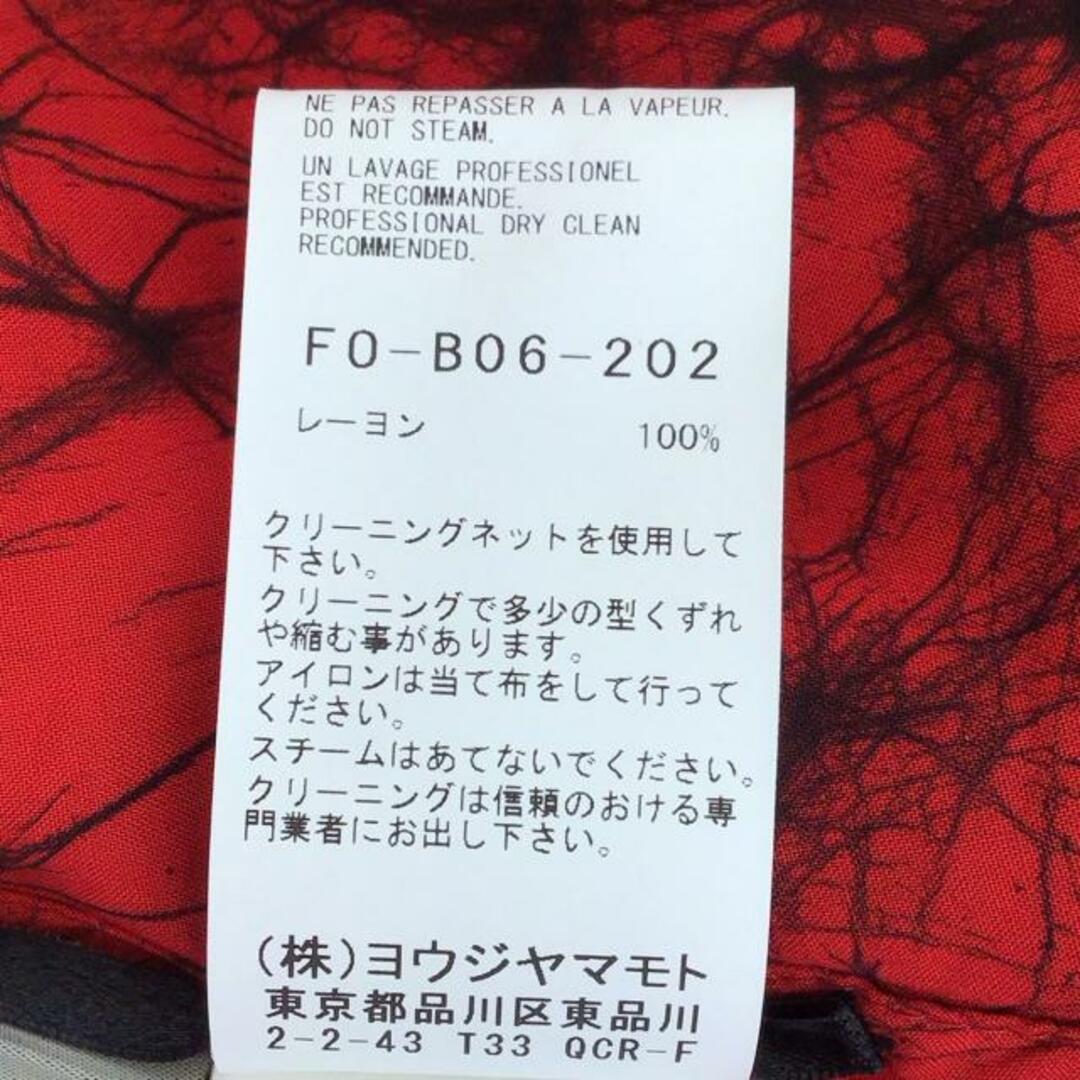 NE PAS REPASSER A LA VAPEUR.
DO NOT STEAM.
UN LAVAGE PROFESSIONEL
EST RECOMMANDE.
PROFESSIONAL DRY CLEAN
RECOMMENDED.
FO-B06-202
レーヨン 100%
クリーニングネットを使用して
下さい。
クリーニングで多少の型くずれ
や縮む事があります。
アイロンは当て布をして行って
ください。
スチームはあてないでください。
クリーニングは信頼のおける専
門業者にお出し下さい。
(株)ヨウジヤマモト
東京都品川区東品川
2-2-43 T33 QCR-F